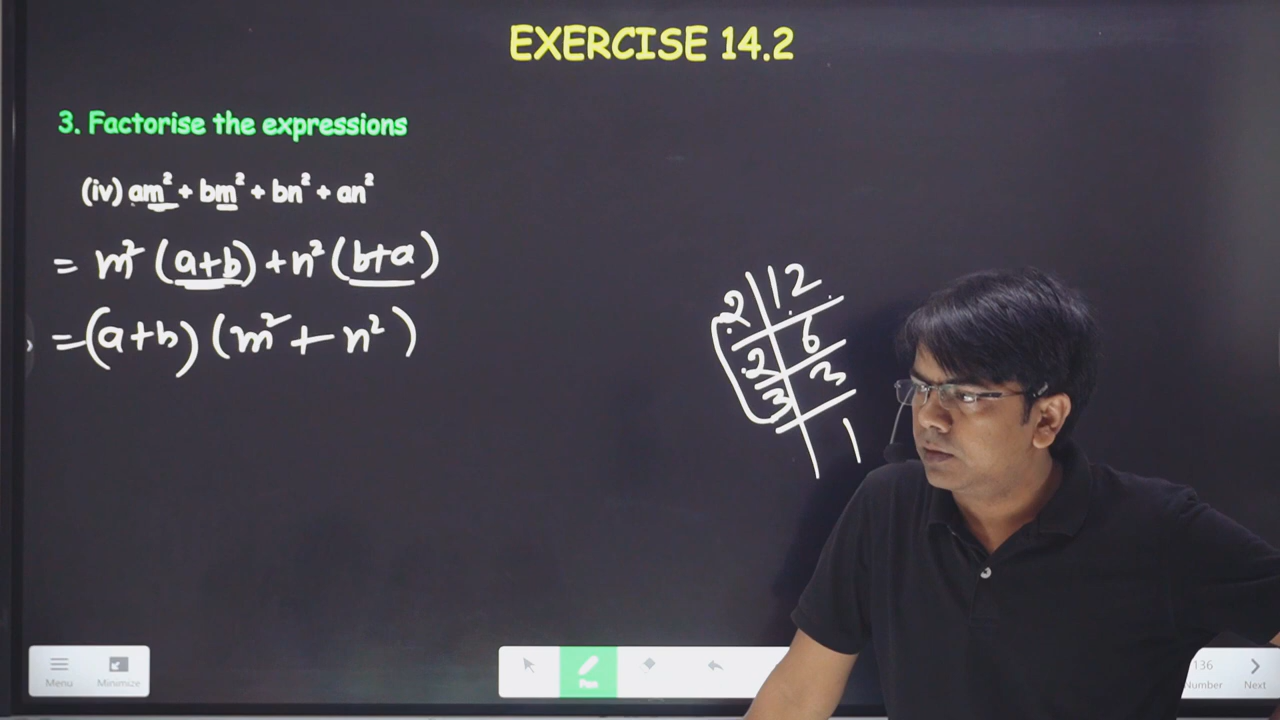 EXERCISE 14.2
3. Factorise the expressions
(iv) am² + bm² + bn² + an²
= m² (a+b) + n² (b+a)
= (a+b) (m² + n²)
2 | 12
2 | 6
3 | 3
1
Menu Minimize Pen 136 Number Next